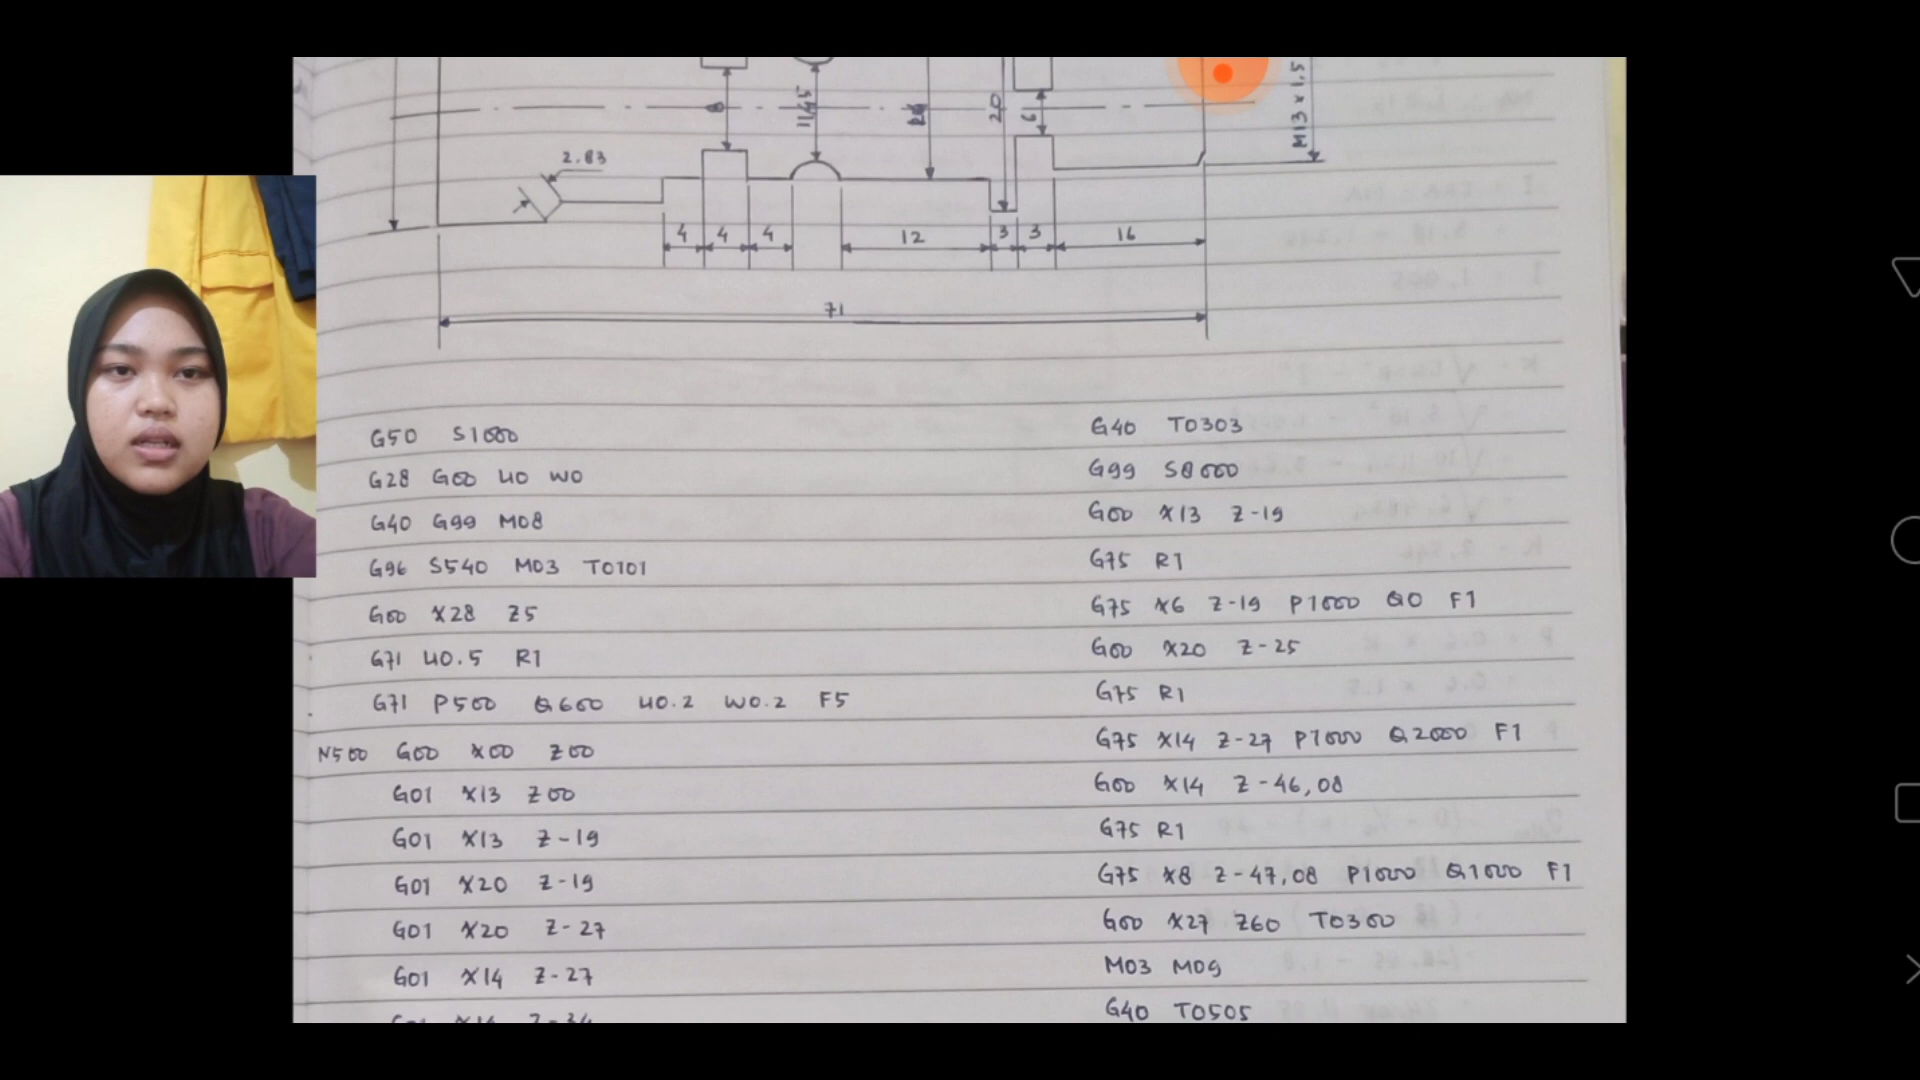 2.83
8
11,45
20
6
M13 x 1.5
4 4 4 12 3 3 16
71
G50 S1000
G28 G00 U0 W0
G40 G99 M08
G96 S540 M03 T0101
G00 X28 Z5
G71 U0.5 R1
G71 P500 Q600 U0.2 W0.2 F5
N500 G00 X00 Z00
G01 X13 Z00
G01 X13 Z-19
G01 X20 Z-19
G01 X20 Z-27
G01 X14 Z-27
G40 T0303
G99 S8000
G00 X13 Z-19
G75 R1
G75 X6 Z-19 P1000 Q0 F1
G00 X20 Z-25
G75 R1
G75 X14 Z-27 P1000 Q2000 F1
G00 X14 Z-46,08
G75 R1
G75 X8 Z-47,08 P1000 Q1000 F1
G00 X27 Z60 T0300
M03 M09
G40 T0505